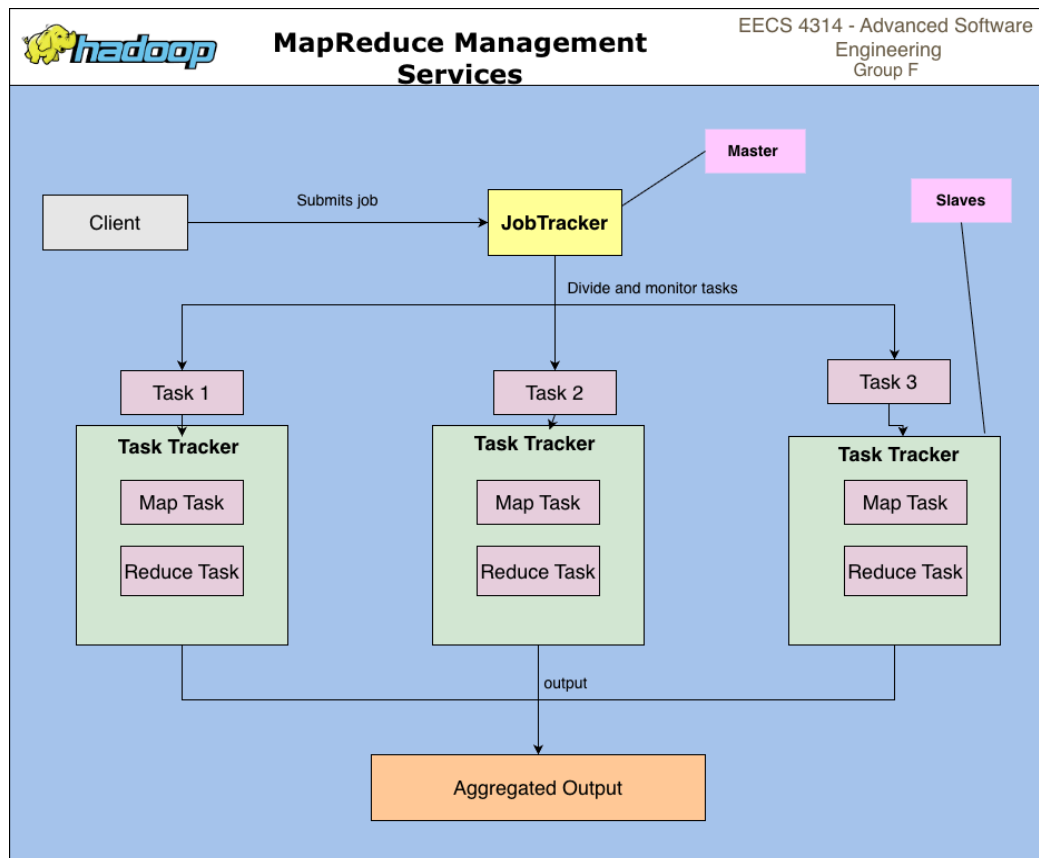 hadoop
MapReduce Management
Services
EECS 4314 - Advanced Software
Engineering
Group F
Master
Slaves
Client
Submits job
JobTracker
Divide and monitor tasks
Task 1
Task 2
Task 3
Task Tracker
Map Task
Reduce Task
Task Tracker
Map Task
Reduce Task
Task Tracker
Map Task
Reduce Task
output
Aggregated Output